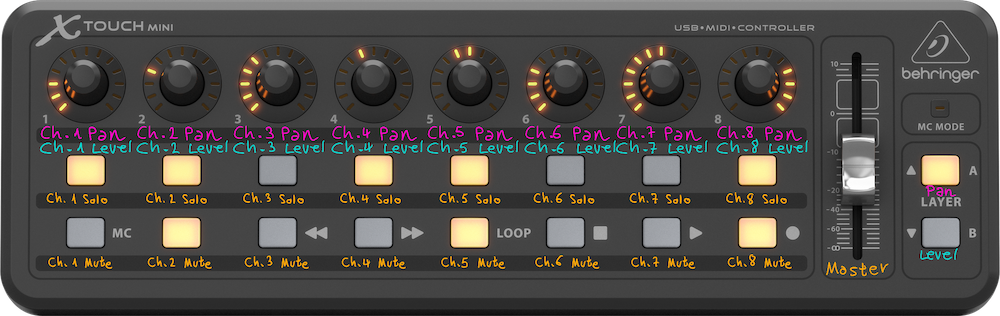 X TOUCH MINI
USB•MIDI•CONTROLLER
behringer
1 2 3 4 5 6 7 8
Ch.1 Pan Ch.2 Pan Ch.3 Pan Ch.4 Pan Ch.5 Pan Ch.6 Pan Ch.7 Pan Ch.8 Pan
Ch.1 Level Ch.2 Level Ch.3 Level Ch.4 Level Ch.5 Level Ch.6 Level Ch.7 Level Ch.8 Level
Ch.1 Solo Ch.2 Solo Ch.3 Solo Ch.4 Solo Ch.5 Solo Ch.6 Solo Ch.7 Solo Ch.8 Solo
MC LOOP
Ch.1 Mute Ch.2 Mute Ch.3 Mute Ch.4 Mute Ch.5 Mute Ch.6 Mute Ch.7 Mute Ch.8 Mute
10
0
-10
-20
-40
-60
-80
Master
MC MODE
A
Pan
LAYER
B
Level